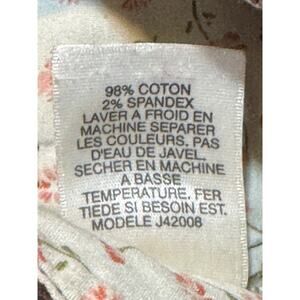 98% COTON
2% SPANDEX
LAVER A FROID EN
MACHINE SEPARER
LES COULEURS. PAS
D'EAU DE JAVEL.
SECHER EN MACHINE
A BASSE
TEMPERATURE. FER
TIEDE SI BESOIN EST.
MODELE J42008